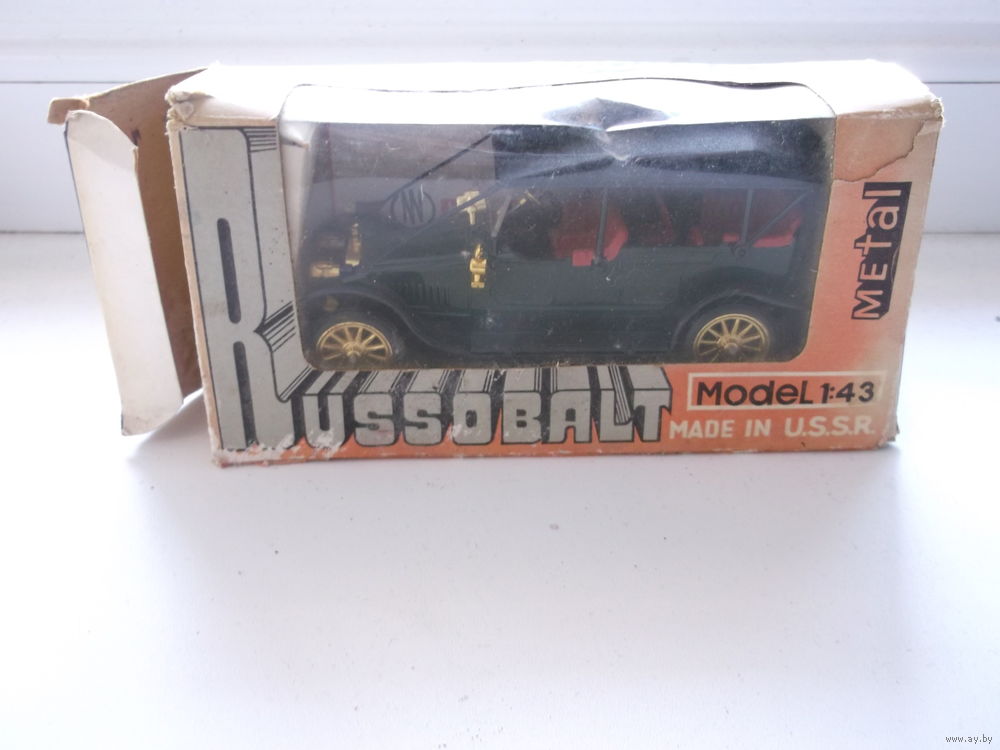 METAL
RUSSOBALT
MODEL 1:43
MADE IN U.S.S.R.
www.ay.by